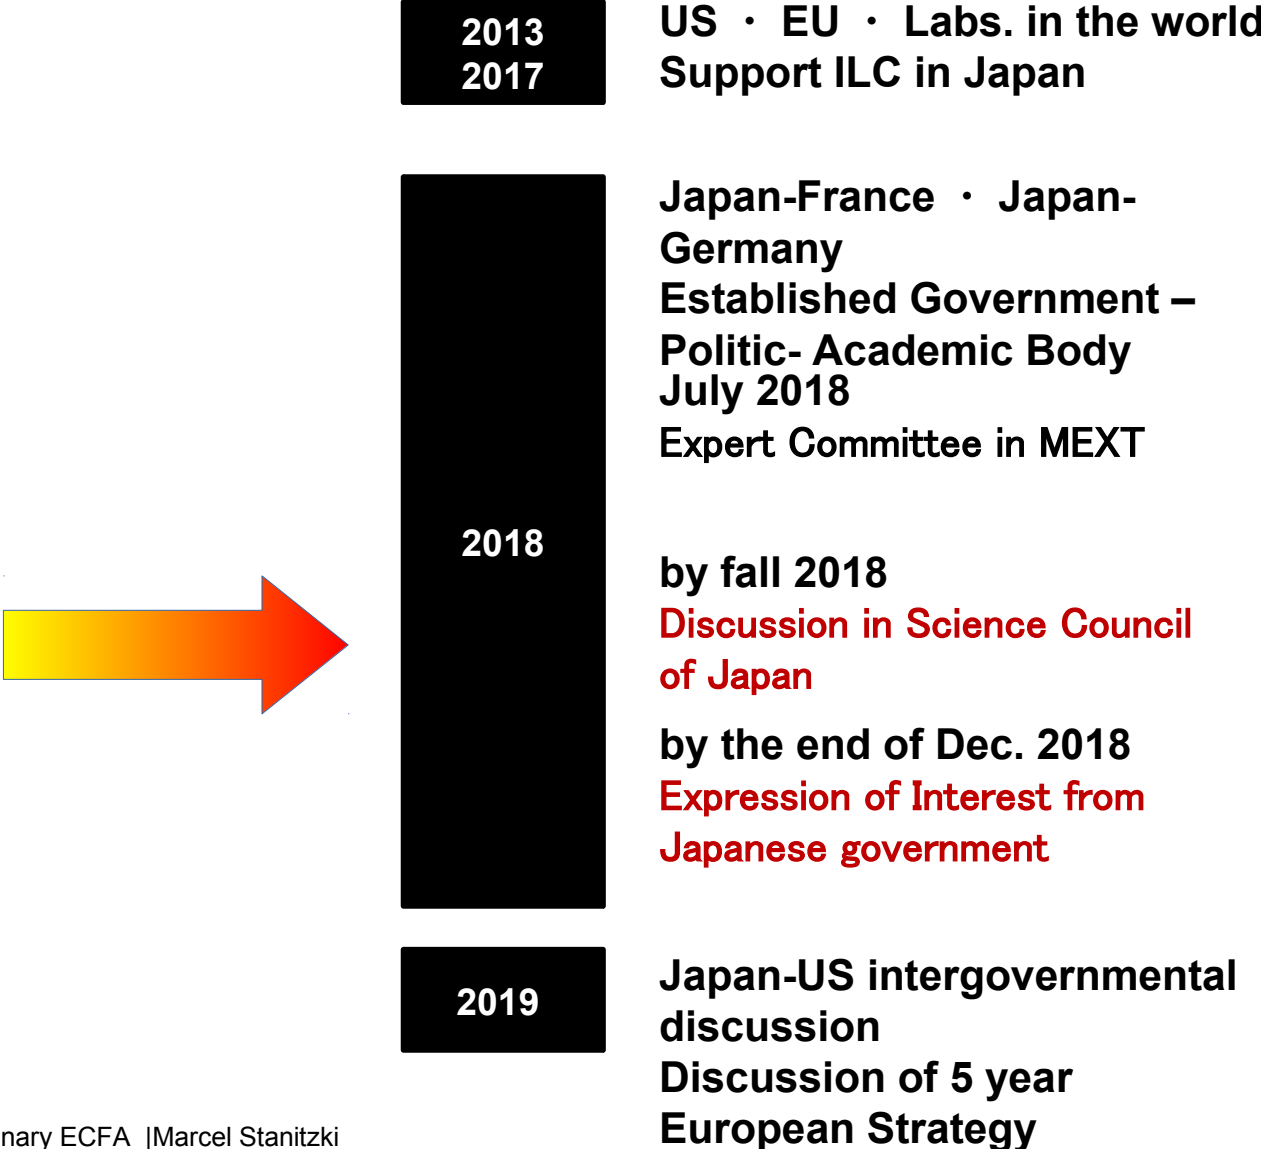 2013
2017
US ・ EU ・ Labs. in the world
Support ILC in Japan
2018
Japan-France ・ Japan-
Germany
Established Government –
Politic- Academic Body
July 2018
Expert Committee in MEXT
by fall 2018
Discussion in Science Council
of Japan
by the end of Dec. 2018
Expression of Interest from
Japanese government
2019
Japan-US intergovernmental
discussion
Discussion of 5 year
European Strategy
nary ECFA |Marcel Stanitzki